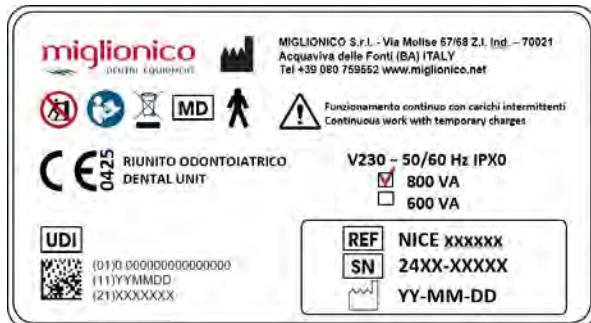 miglionico
DENTAL EQUIPMENT
MIGLIONICO S.r.l. - Via Molise 67/68 Z.I. Ind. – 70021
Acquaviva delle Fonti (BA) ITALY
Tel +39 080 759552 www.miglionico.net
MD
Funzionamento continuo con carichi intermittenti
Continuous work with temporary charges
CE 0425
RIUNITO ODONTOIATRICO
DENTAL UNIT
V230 ~ 50/60 Hz IPX0
800 VA
600 VA
UDI
(01)0 000000000000000
(11)YYMMDD
(21)XXXXXXX
REF NICE xxxxxx
SN 24XX-XXXXX
YY-MM-DD